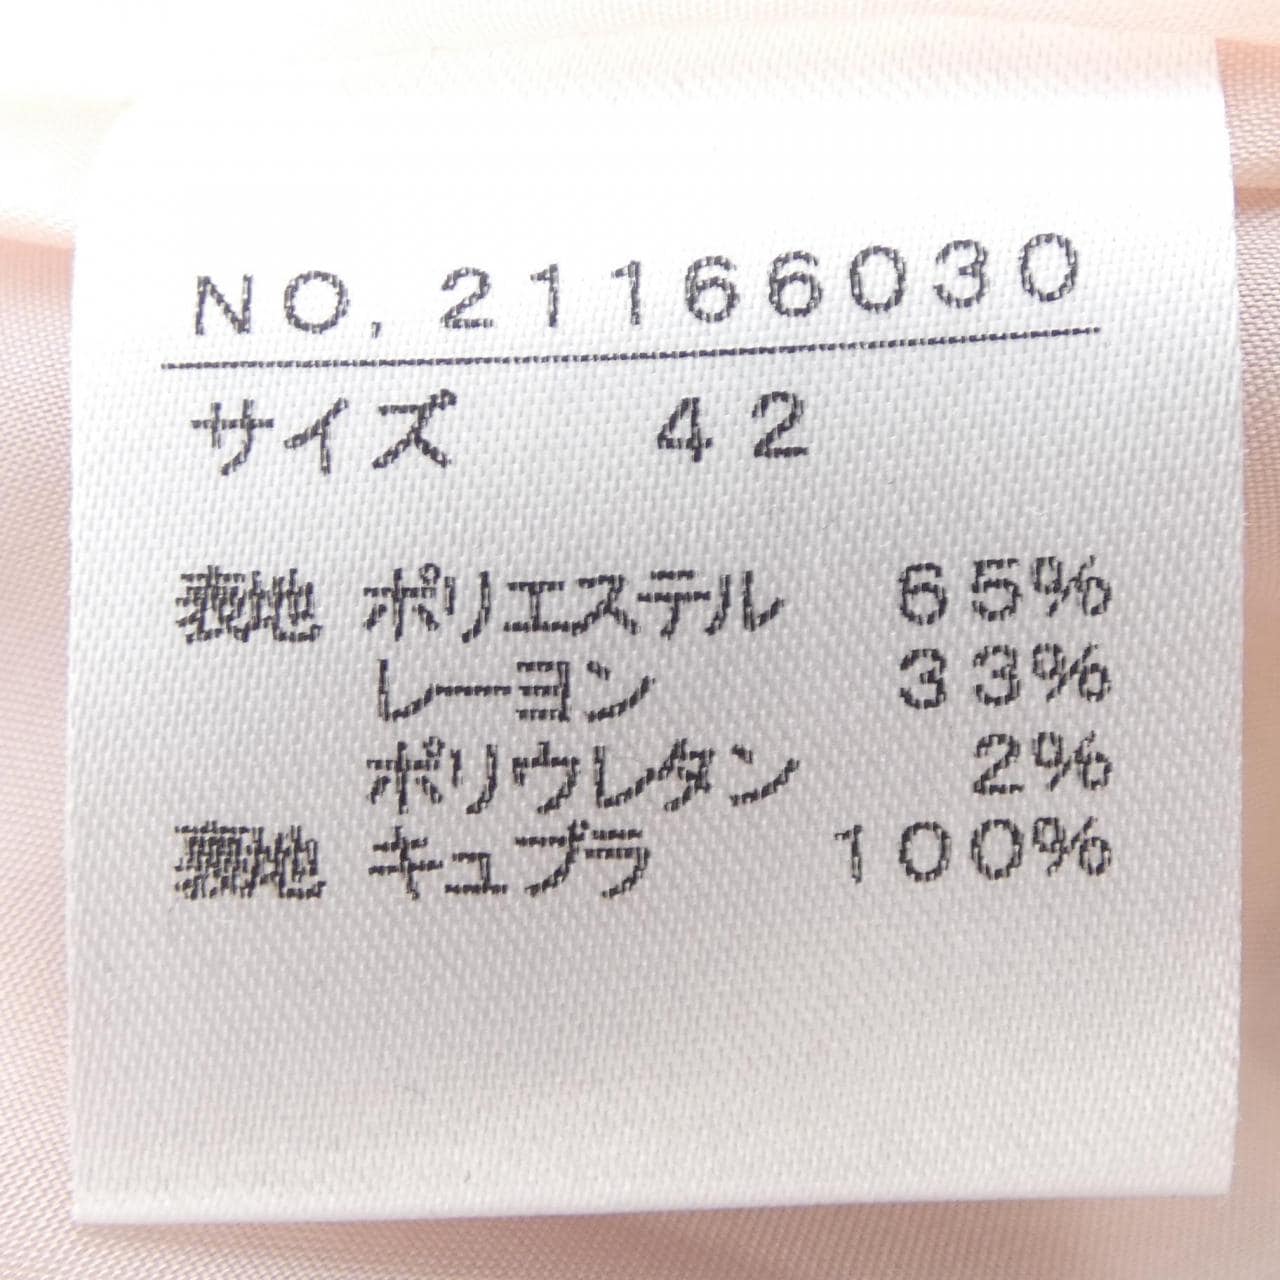 NO, 21166030
サイズ 42
表地 ポリエステル 65%
レーヨン 33%
ポリウレタン 2%
裏地 キュプラ 100%